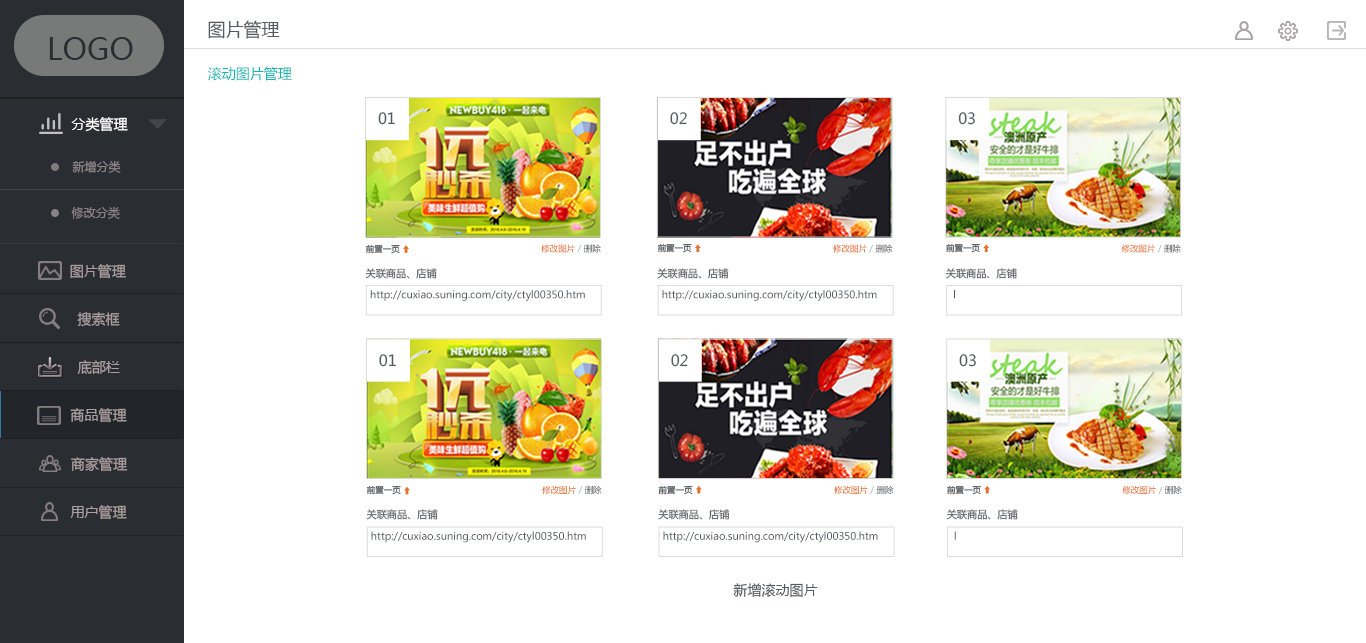 LOGO
分类管理
新增分类
修改分类
图片管理
搜索框
底部栏
商品管理
商家管理
用户管理
图片管理
滚动图片管理
01
NEWBUY418·一起来电
1元
秒杀
美味生鲜超值购
前置一页
修改图片 / 删除
关联商品、店铺
http://cuxiao.suning.com/city/ctyl00350.htm
02
足不出户
吃遍全球
前置一页
修改图片 / 删除
关联商品、店铺
http://cuxiao.suning.com/city/ctyl00350.htm
03
steak
澳洲原产
安全的才是好牛排
前置一页
修改图片 / 删除
关联商品、店铺
01
NEWBUY418·一起来电
1元
秒杀
美味生鲜超值购
前置一页
修改图片 / 删除
关联商品、店铺
http://cuxiao.suning.com/city/ctyl00350.htm
02
足不出户
吃遍全球
前置一页
修改图片 / 删除
关联商品、店铺
http://cuxiao.suning.com/city/ctyl00350.htm
03
steak
澳洲原产
安全的才是好牛排
前置一页
修改图片 / 删除
关联商品、店铺
新增滚动图片